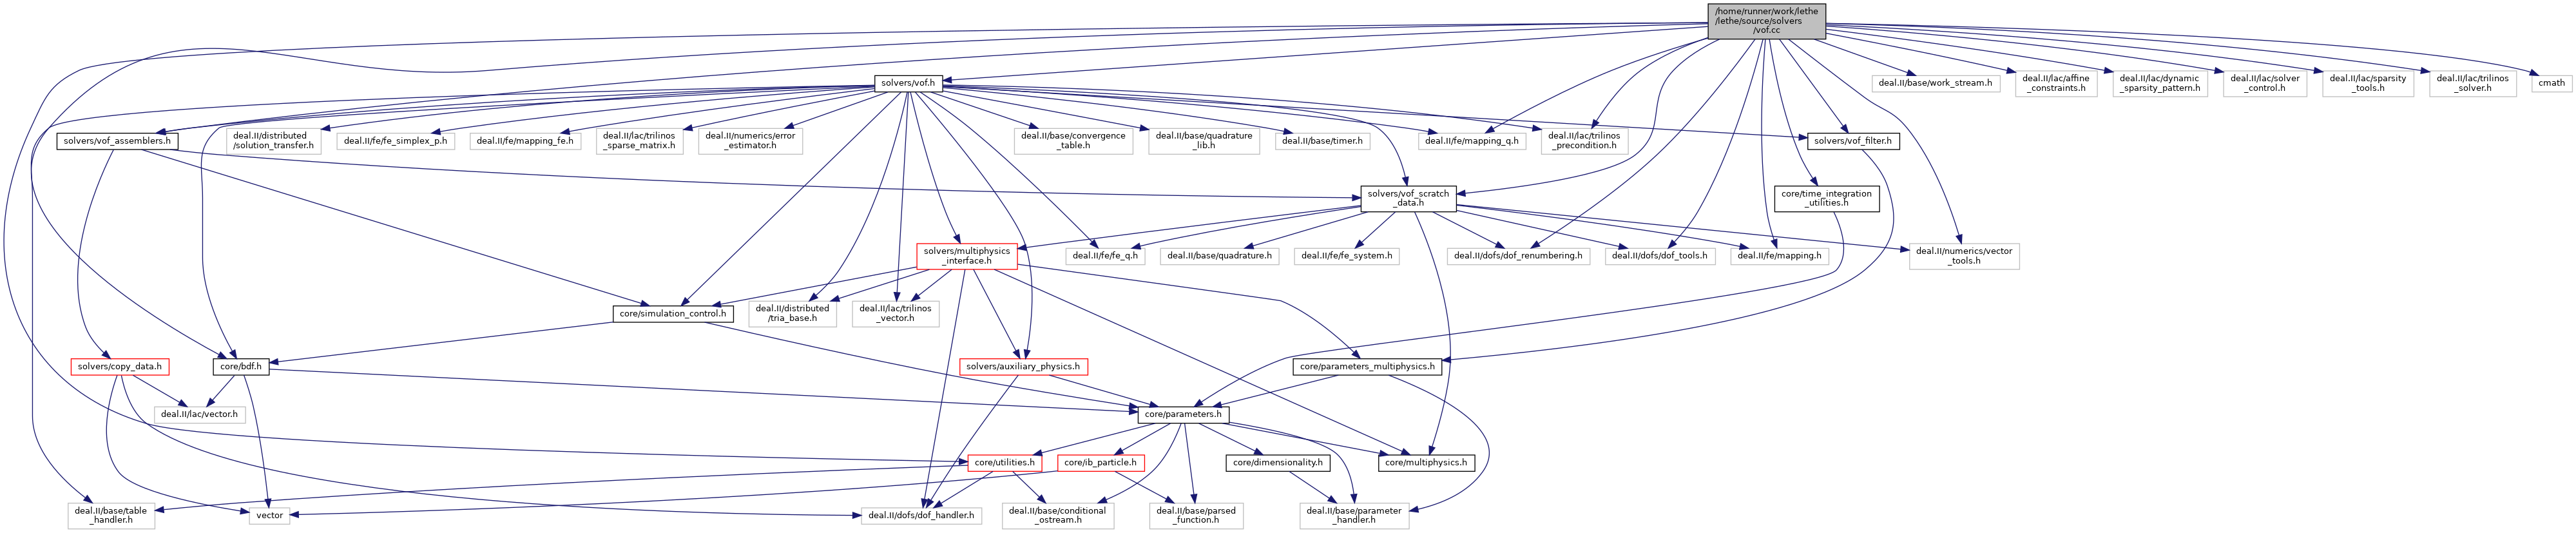 /home/runner/work/lethe
/lethe/source/solvers
/vof.cc
solvers/vof.h
deal.II/base/work_stream.h
deal.II/lac/affine
_constraints.h
deal.II/lac/dynamic
_sparsity_pattern.h
deal.II/lac/solver
_control.h
deal.II/lac/sparsity
_tools.h
deal.II/lac/trilinos
_solver.h
cmath
solvers/vof_assemblers.h
deal.II/distributed
/solution_transfer.h
deal.II/fe/fe_simplex_p.h
deal.II/fe/mapping_fe.h
deal.II/lac/trilinos
_sparse_matrix.h
deal.II/numerics/error
_estimator.h
deal.II/base/convergence
_table.h
deal.II/base/quadrature
_lib.h
deal.II/base/timer.h
deal.II/fe/mapping_q.h
deal.II/lac/trilinos
_precondition.h
solvers/vof_filter.h
solvers/vof_scratch
_data.h
core/time_integration
_utilities.h
solvers/multiphysics
_interface.h
deal.II/fe/fe_q.h
deal.II/base/quadrature.h
deal.II/fe/fe_system.h
deal.II/dofs/dof_renumbering.h
deal.II/dofs/dof_tools.h
deal.II/fe/mapping.h
deal.II/numerics/vector
_tools.h
core/simulation_control.h
deal.II/distributed
/tria_base.h
deal.II/lac/trilinos
_vector.h
solvers/copy_data.h
core/bdf.h
solvers/auxiliary_physics.h
core/parameters_multiphysics.h
deal.II/lac/vector.h
core/parameters.h
core/utilities.h
core/ib_particle.h
core/dimensionality.h
core/multiphysics.h
deal.II/base/table
_handler.h
vector
deal.II/dofs/dof_handler.h
deal.II/base/conditional
_ostream.h
deal.II/base/parsed
_function.h
deal.II/base/parameter
_handler.h